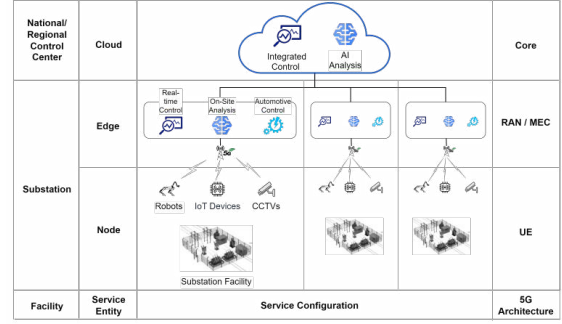 National/
Regional
Control
Center
Cloud
Integrated
Control
AI
Analysis
Core
Real-
time
Control
On-Site
Analysis
Automotive
Control
Edge
RAN / MEC
5G
Substation
Robots
IoT Devices
CCTVs
Node
UE
Substation Facility
Facility
Service
Entity
Service Configuration
5G
Architecture